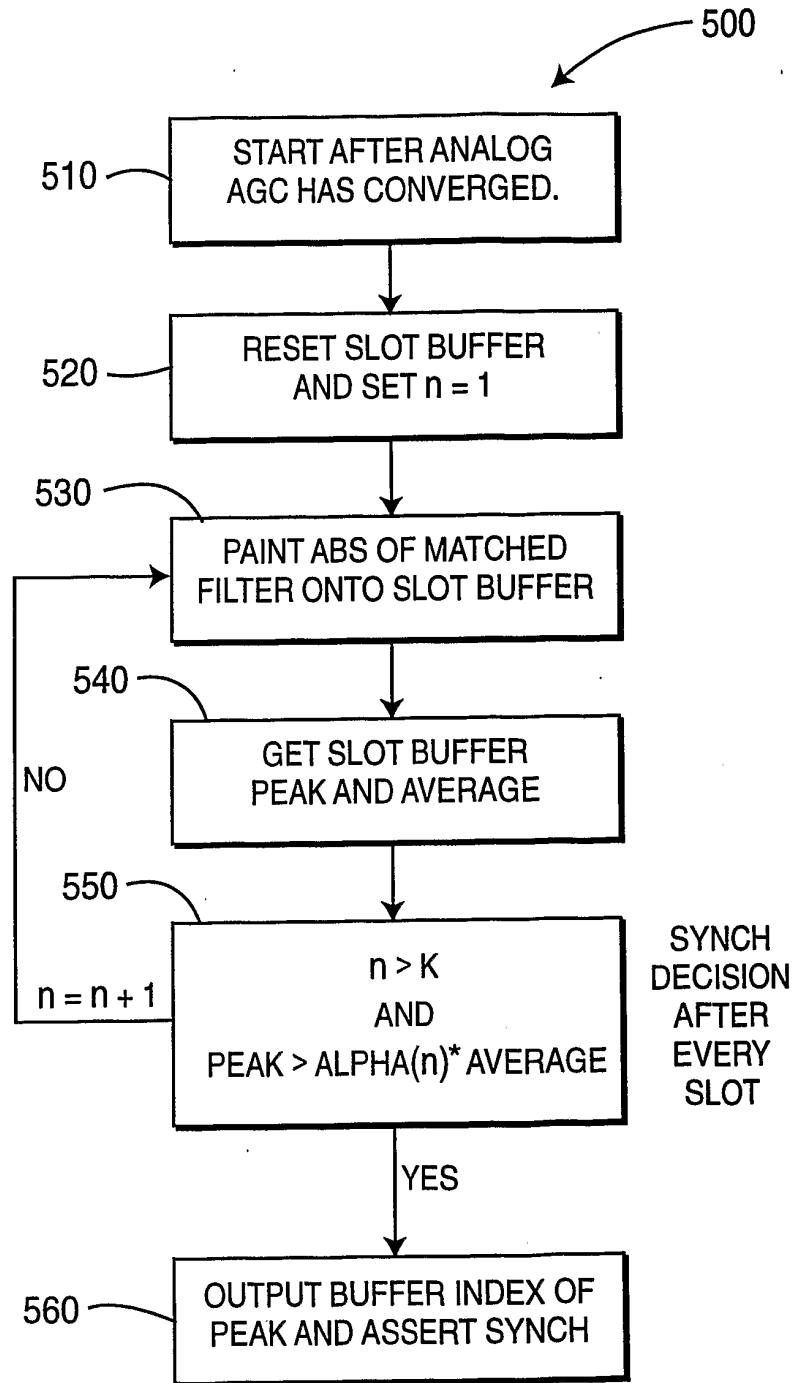 500
510
START AFTER ANALOG
AGC HAS CONVERGED.
520
RESET SLOT BUFFER
AND SET n = 1
530
PAINT ABS OF MATCHED
FILTER ONTO SLOT BUFFER
540
GET SLOT BUFFER
PEAK AND AVERAGE
NO
550
n > K
AND
PEAK > ALPHA(n)* AVERAGE
n = n + 1
SYNCH
DECISION
AFTER
EVERY
SLOT
YES
560
OUTPUT BUFFER INDEX OF
PEAK AND ASSERT SYNCH